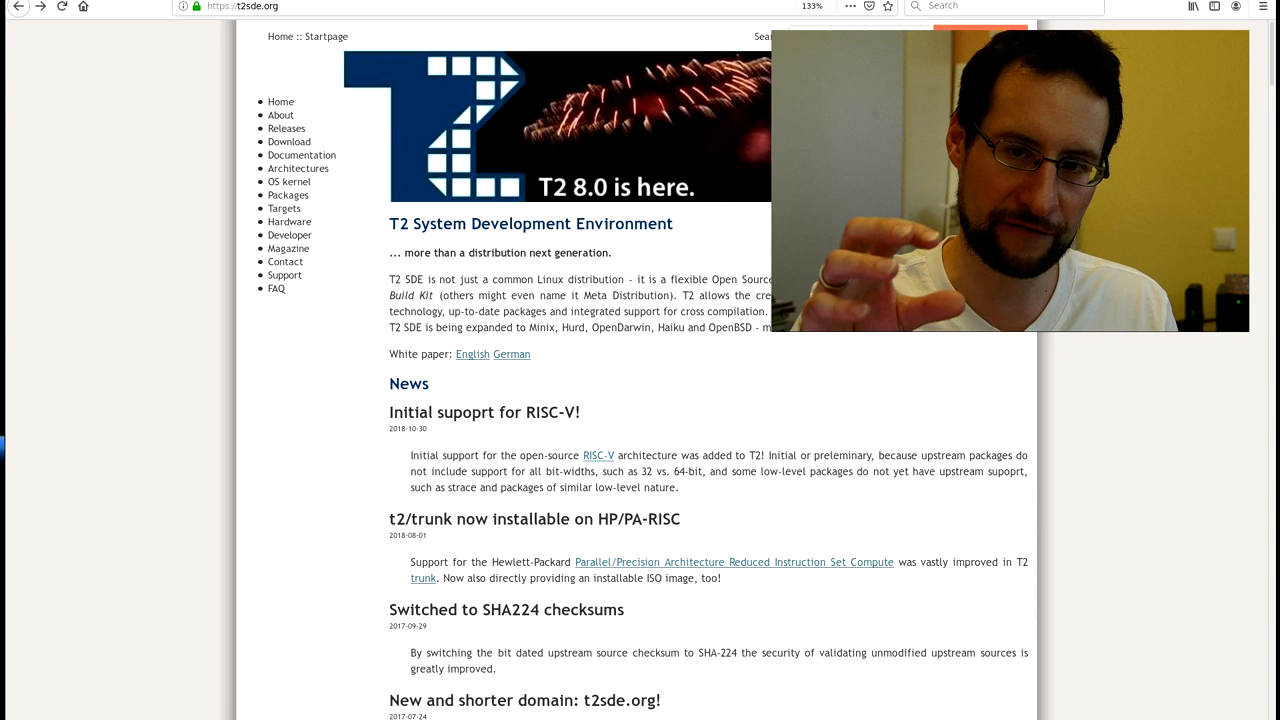 https://t2sde.org
133%
Search
Home :: Startpage
Sear
Home
About
Releases
Download
Documentation
Architectures
OS kernel
Packages
Targets
Hardware
Developer
Magazine
Contact
Support
FAQ
T2 8.0 is here.
T2 System Development Environment
... more than a distribution next generation.
T2 SDE is not just a common Linux distribution - it is a flexible Open Source
Build Kit (others might even name it Meta Distribution). T2 allows the cre
technology, up-to-date packages and integrated support for cross compilation.
T2 SDE is being expanded to Minix, Hurd, OpenDarwin, Haiku and OpenBSD - m
White paper: English German
News
Initial supoprt for RISC-V!
2018-10-30
Initial support for the open-source RISC-V architecture was added to T2! Initial or preleminary, because upstream packages do
not include support for all bit-widths, such as 32 vs. 64-bit, and some low-level packages do not yet have upstream supoprt,
such as strace and packages of similar low-level nature.
t2/trunk now installable on HP/PA-RISC
2018-08-01
Support for the Hewlett-Packard Parallel/Precision Architecture Reduced Instruction Set Compute was vastly improved in T2
trunk. Now also directly providing an installable ISO image, too!
Switched to SHA224 checksums
2017-09-29
By switching the bit dated upstream source checksum to SHA-224 the security of validating unmodified upstream sources is
greatly improved.
New and shorter domain: t2sde.org!
2017-07-24